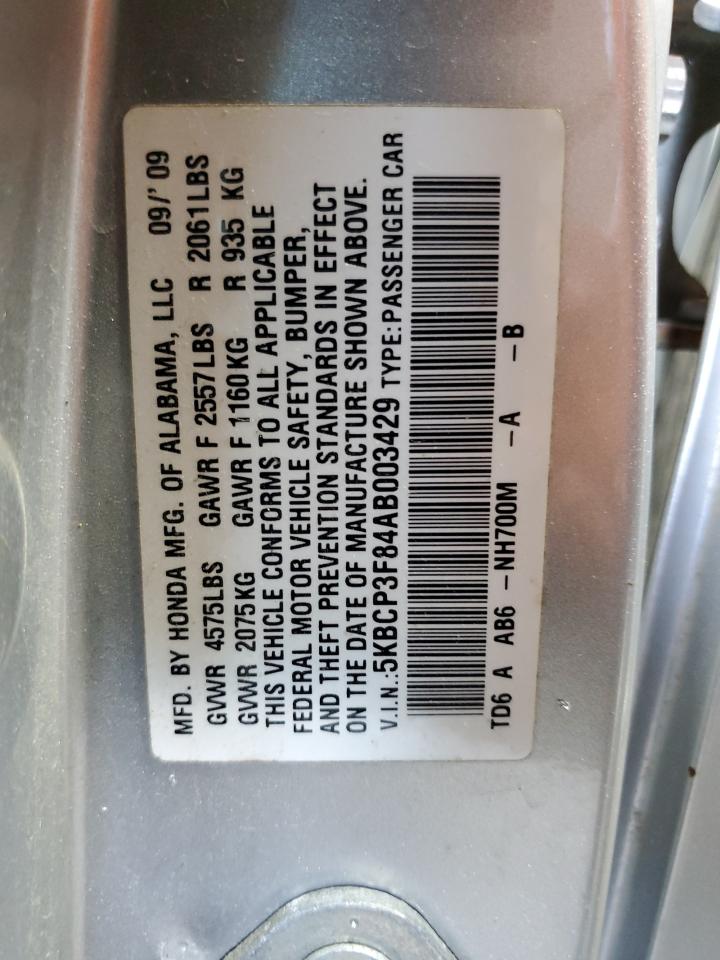 MFD. BY HONDA MFG. OF ALABAMA, LLC 09/'09
GVWR 4575LBS GAWR F 2557LBS R 2061LBS
GVWR 2075KG GAWR F 1160KG R 935 KG
THIS VEHICLE CONFORMS TO ALL APPLICABLE
FEDERAL MOTOR VEHICLE SAFETY, BUMPER,
AND THEFT PREVENTION STANDARDS IN EFFECT
ON THE DATE OF MANUFACTURE SHOWN ABOVE.
V.I.N.:5KBCP3F84AB003429 TYPE:PASSENGER CAR
TD6 A AB6 -NH700M -A -B